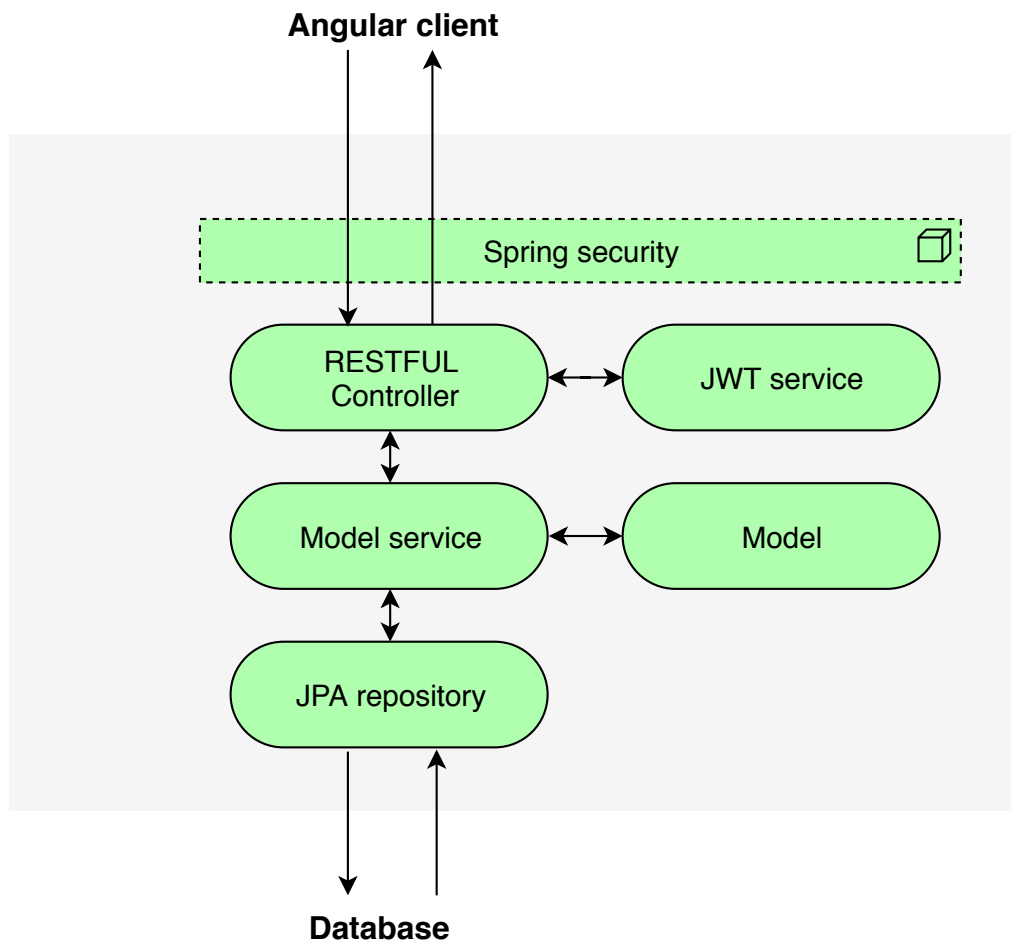 Angular client
Spring security
RESTFUL
Controller
JWT service
Model service
Model
JPA repository
Database